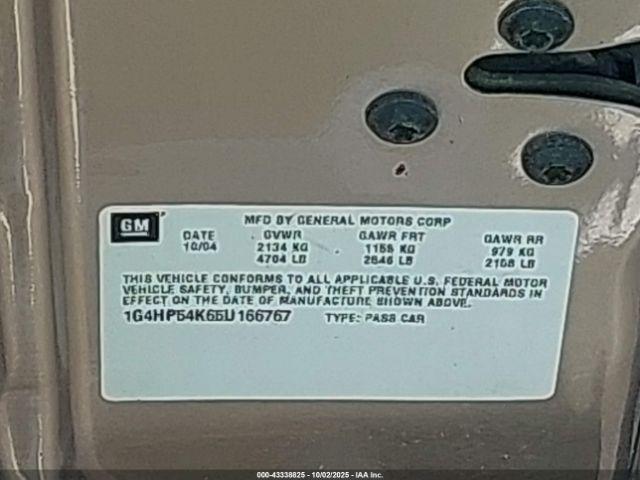 GM
MFD BY GENERAL MOTORS CORP
DATE GVWR GAWR FRT GAWR RR
10/04 2134 KG 1155 KG 979 KG
4704 LB 2546 LB 2158 LB
THIS VEHICLE CONFORMS TO ALL APPLICABLE U.S. FEDERAL MOTOR
VEHICLE SAFETY, BUMPER, AND THEFT PREVENTION STANDARDS IN
EFFECT ON THE DATE OF MANUFACTURE SHOWN ABOVE.
1G4HP54K65U166767 TYPE: PASS CAR
000-43338825 - 10/02/2025 - IAA Inc.